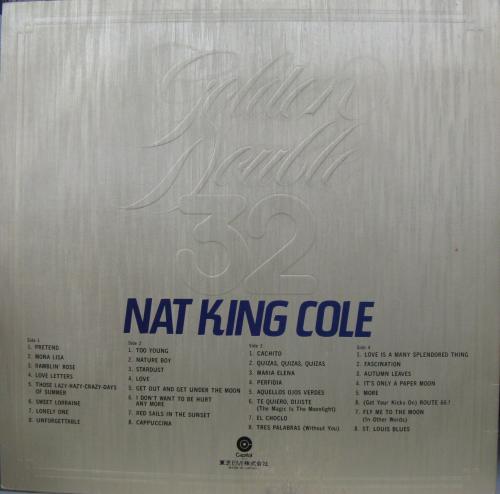 Golden
Double
32
NAT KING COLE
Side 1
1. PRETEND
2. MONA LISA
3. RAMBLIN' ROSE
4. LOVE LETTERS
5. THOSE LAZY-HAZY-CRAZY-DAYS
OF SUMMER
6. SWEET LORRAINE
7. LONELY ONE
8. UNFORGETTABLE
Side 2
1. TOO YOUNG
2. NATURE BOY
3. STARDUST
4. LOVE
5. GET OUT AND GET UNDER THE MOON
6. I DON'T WANT TO BE HURT
ANY MORE
7. RED SAILS IN THE SUNSET
8. CAPPUCCINA
Side 3
1. CACHITO
2. QUIZAS, QUIZAS, QUIZAS
3. MARIA ELENA
4. PERFIDIA
5. AQUELLOS OJOS VERDES
6. TE QUIERO, DIJISTE
(The Magic Is The Moonlight)
7. EL CHOCLO
8. TRES PALABRAS (Without You)
Side 4
1. LOVE IS A MANY SPLENDORED THING
2. FASCINATION
3. AUTUMN LEAVES
4. IT'S ONLY A PAPER MOON
5. MORE
6. (Get Your Kicks On) ROUTE 66!
7. FLY ME TO THE MOON
(In Other Words)
8. ST. LOUIS BLUES
Capitol
東芝EMI株式会社
MADE IN JAPAN